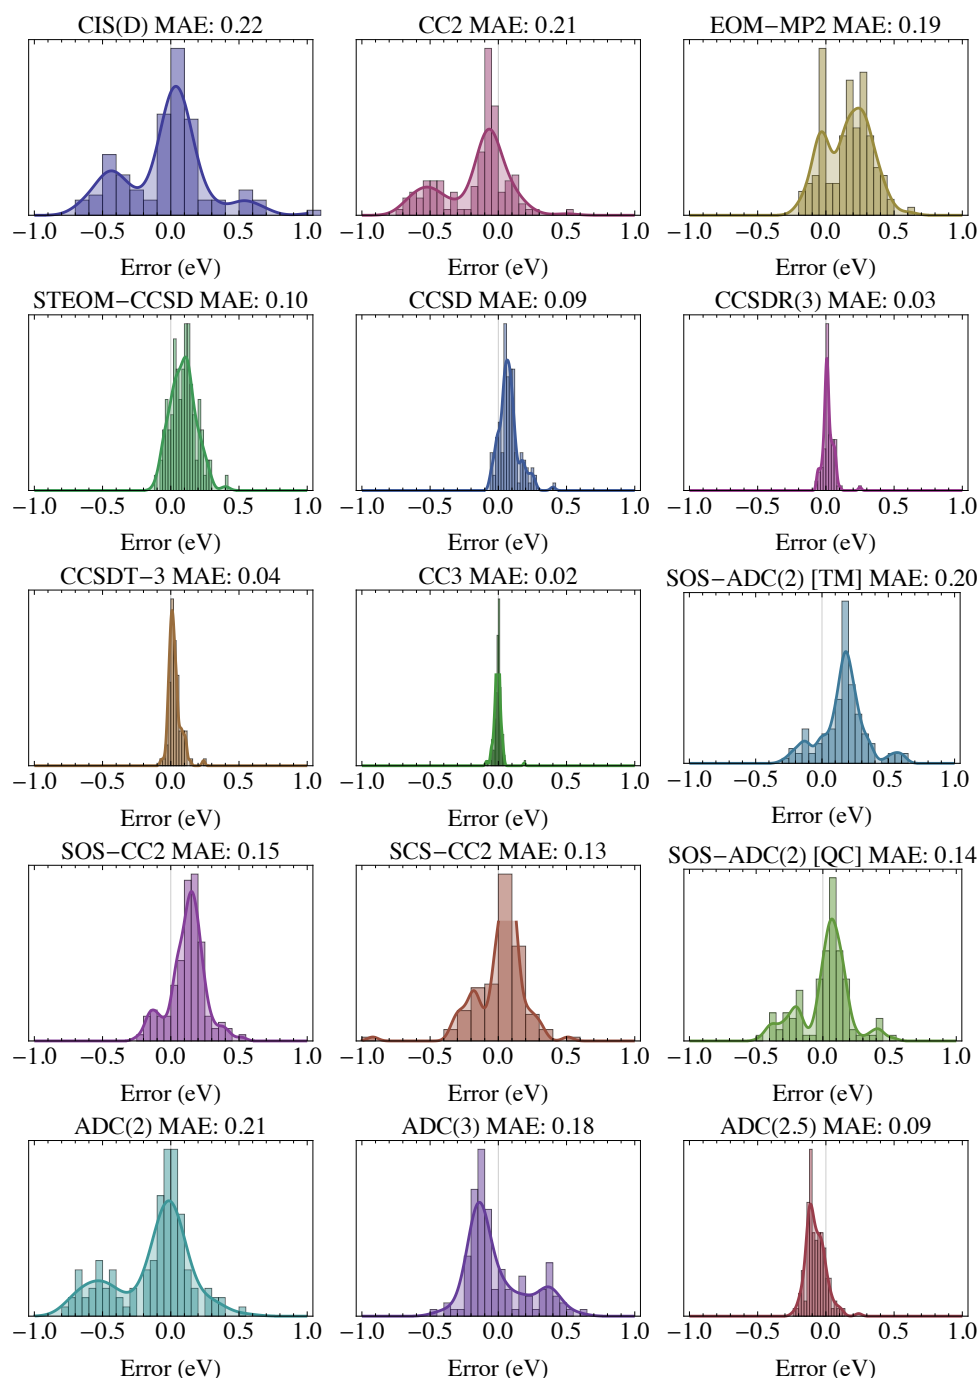 CIS(D) MAE: 0.22 CC2 MAE: 0.21 EOM−MP2 MAE: 0.19
−1.0 −0.5 0.0 0.5 1.0 −1.0 −0.5 0.0 0.5 1.0 −1.0 −0.5 0.0 0.5 1.0
Error (eV) Error (eV) Error (eV)
STEOM−CCSD MAE: 0.10 CCSD MAE: 0.09 CCSDR(3) MAE: 0.03
−1.0 −0.5 0.0 0.5 1.0 −1.0 −0.5 0.0 0.5 1.0 −1.0 −0.5 0.0 0.5 1.0
Error (eV) Error (eV) Error (eV)
CCSDT−3 MAE: 0.04 CC3 MAE: 0.02 SOS−ADC(2) [TM] MAE: 0.20
−1.0 −0.5 0.0 0.5 1.0 −1.0 −0.5 0.0 0.5 1.0 −1.0 −0.5 0.0 0.5 1.0
Error (eV) Error (eV) Error (eV)
SOS−CC2 MAE: 0.15 SCS−CC2 MAE: 0.13 SOS−ADC(2) [QC] MAE: 0.14
−1.0 −0.5 0.0 0.5 1.0 −1.0 −0.5 0.0 0.5 1.0 −1.0 −0.5 0.0 0.5 1.0
Error (eV) Error (eV) Error (eV)
ADC(2) MAE: 0.21 ADC(3) MAE: 0.18 ADC(2.5) MAE: 0.09
−1.0 −0.5 0.0 0.5 1.0 −1.0 −0.5 0.0 0.5 1.0 −1.0 −0.5 0.0 0.5 1.0
Error (eV) Error (eV) Error (eV)